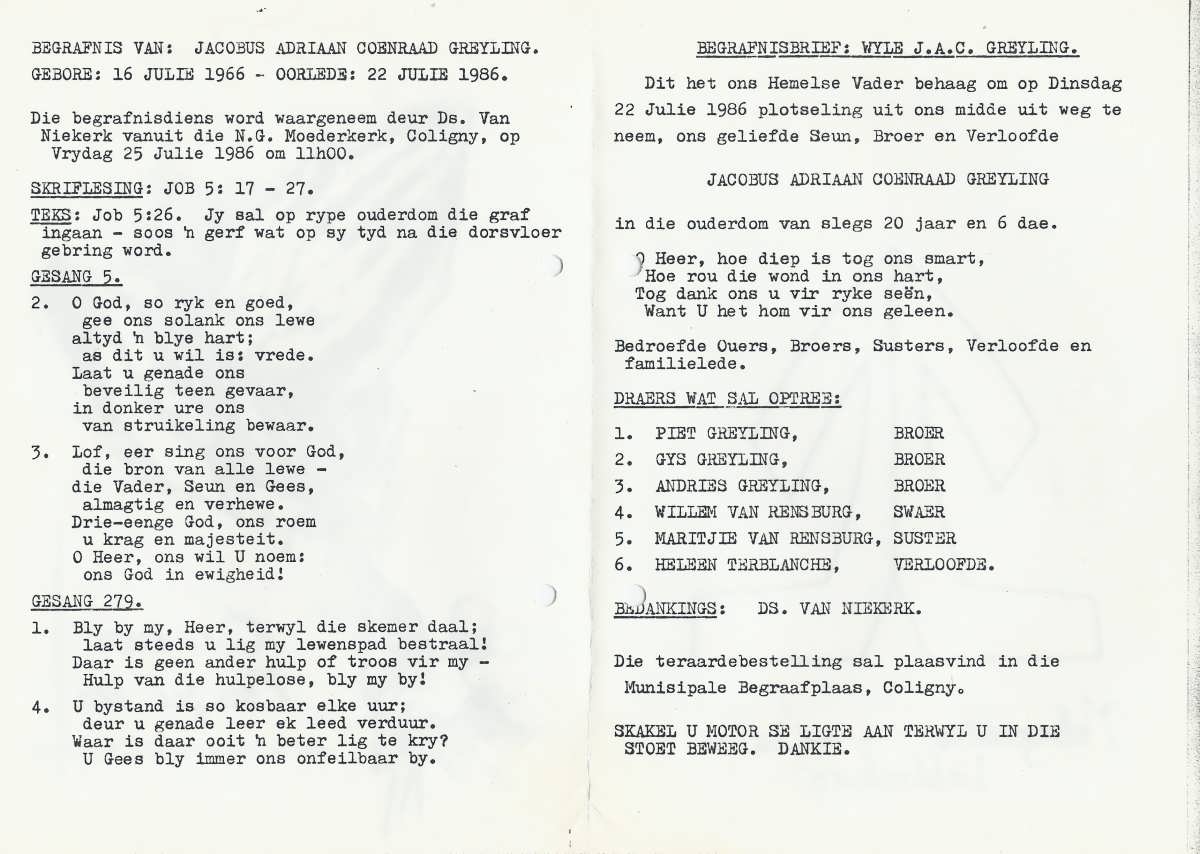 BEGRAFNIS VAN: JACOBUS ADRIAAN COENRAAD GREYLING.
GEBORE: 16 JULIE 1966 - OORLEDE: 22 JULIE 1986.
Die begrafnisdiens word waargeneem deur Ds. Van
Niekerk vanuit die N.G. Moederkerk, Coligny, op
Vrydag 25 Julie 1986 om 11h00.
SKRIFLESING: JOB 5: 17 - 27.
TEKS: Job 5:26. Jy sal op rype ouderdom die graf
ingaan - soos 'n gerf wat op sy tyd na die dorsvloer
gebring word.
GESANG 5.
2. O God, so ryk en goed,
gee ons solank ons lewe
altyd 'n blye hart;
as dit u wil is: vrede.
Laat u genade ons
beveilig teen gevaar,
in donker ure ons
van struikeling bewaar.
3. Lof, eer sing ons voor God,
die bron van alle lewe -
die Vader, Seun en Gees,
almagtig en verhewe.
Drie-eenge God, ons roem
u krag en majesteit.
O Heer, ons wil U noem:
ons God in ewigheid!
GESANG 279.
1. Bly by my, Heer, terwyl die skemer daal;
laat steeds u lig my lewenspad bestraal!
Daar is geen ander hulp of troos vir my -
Hulp van die hulpelose, bly my by!
4. U bystand is so kosbaar elke uur;
deur u genade leer ek leed verduur.
Waar is daar ooit 'n beter lig te kry?
U Gees bly immer ons onfeilbaar by.
BEGRAFNISBRIEF: WYLE J.A.C. GREYLING.
Dit het ons Hemelse Vader behaag om op Dinsdag
22 Julie 1986 plotseling uit ons midde uit weg te
neem, ons geliefde Seun, Broer en Verloofde
JACOBUS ADRIAAN COENRAAD GREYLING
in die ouderdom van slegs 20 jaar en 6 dae.
O Heer, hoe diep is tog ons smart,
Hoe rou die wond in ons hart,
Tog dank ons u vir ryke seën,
Want U het hom vir ons geleen.
Bedroefde Ouers, Broers, Susters, Verloofde en
familielede.
DRAERS WAT SAL OPTREE:
1. PIET GREYLING, BROER
2. GYS GREYLING, BROER
3. ANDRIES GREYLING, BROER
4. WILLEM VAN RENSBURG, SWAER
5. MARITJIE VAN RENSBURG, SUSTER
6. HELEEN TERBLANCHE, VERLOOFDE.
BEDANKINGS: DS. VAN NIEKERK.
Die teraardebestelling sal plaasvind in die
Munisipale Begraafplaas, Coligny.
SKAKEL U MOTOR SE LIGTE AAN TERWYL U IN DIE
STOET BEWEEG. DANKIE.